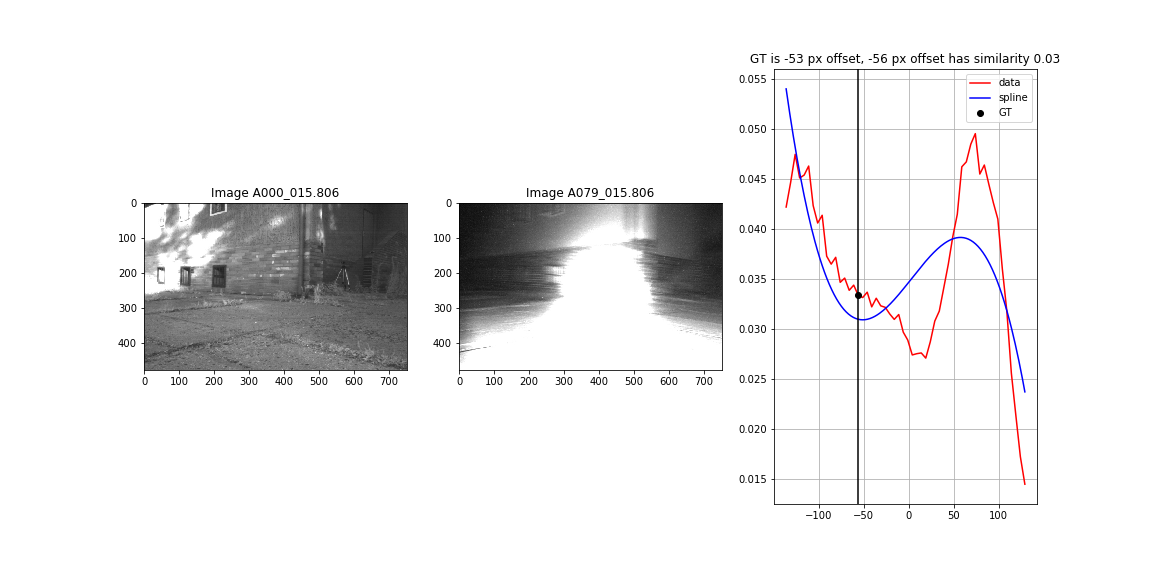 Image A000_015.806
0
100
200
300
400
0 100 200 300 400 500 600 700
Image A079_015.806
0
100
200
300
400
0 100 200 300 400 500 600 700
GT is -53 px offset, -56 px offset has similarity 0.03
data
spline
GT
0.055
0.050
0.045
0.040
0.035
0.030
0.025
0.020
0.015
−100 −50 0 50 100